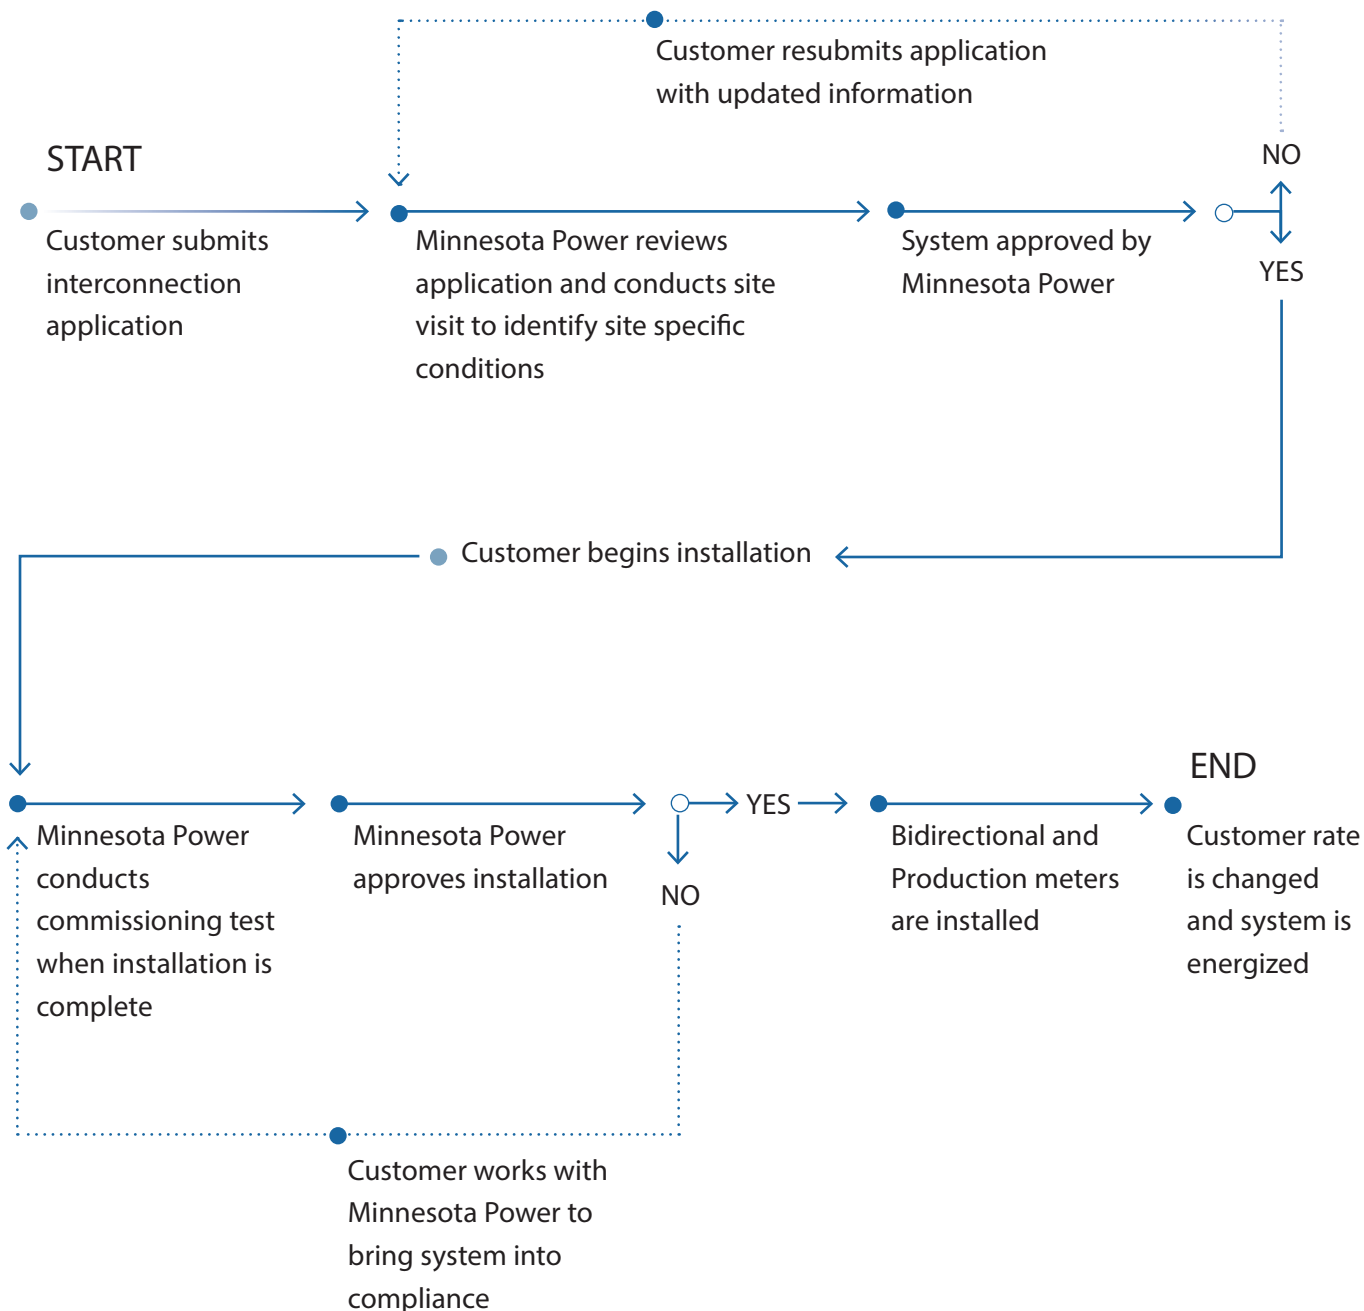 Customer resubmits application
with updated information
START
NO
Customer submits
interconnection
application
Minnesota Power reviews
application and conducts site
visit to identify site specific
conditions
System approved by
Minnesota Power
YES
Customer begins installation
END
Minnesota Power
conducts
commissioning test
when installation is
complete
Minnesota Power
approves installation
YES
NO
Bidirectional and
Production meters
are installed
Customer rate
is changed
and system is
energized
Customer works with
Minnesota Power to
bring system into
compliance